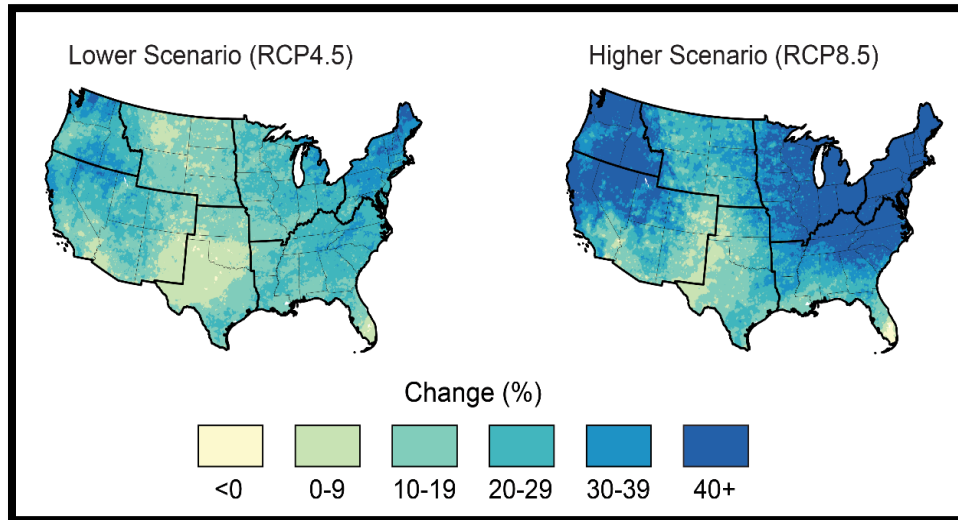 Lower Scenario (RCP4.5) Higher Scenario (RCP8.5)
Change (%)
<0 0-9 10-19 20-29 30-39 40+